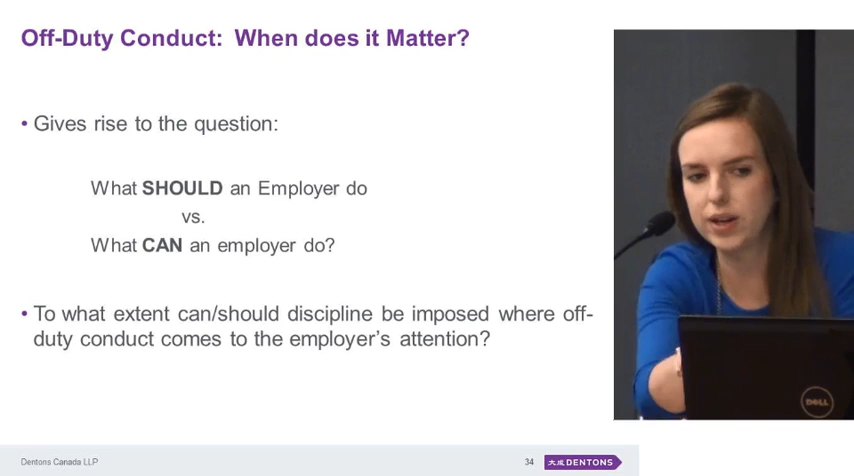 Off-Duty Conduct: When does it Matter?
• Gives rise to the question:
What SHOULD an Employer do
vs.
What CAN an employer do?
• To what extent can/should discipline be imposed where off-
duty conduct comes to the employer's attention?
Dentons Canada LLP
34
大成 DENTONS
DELL